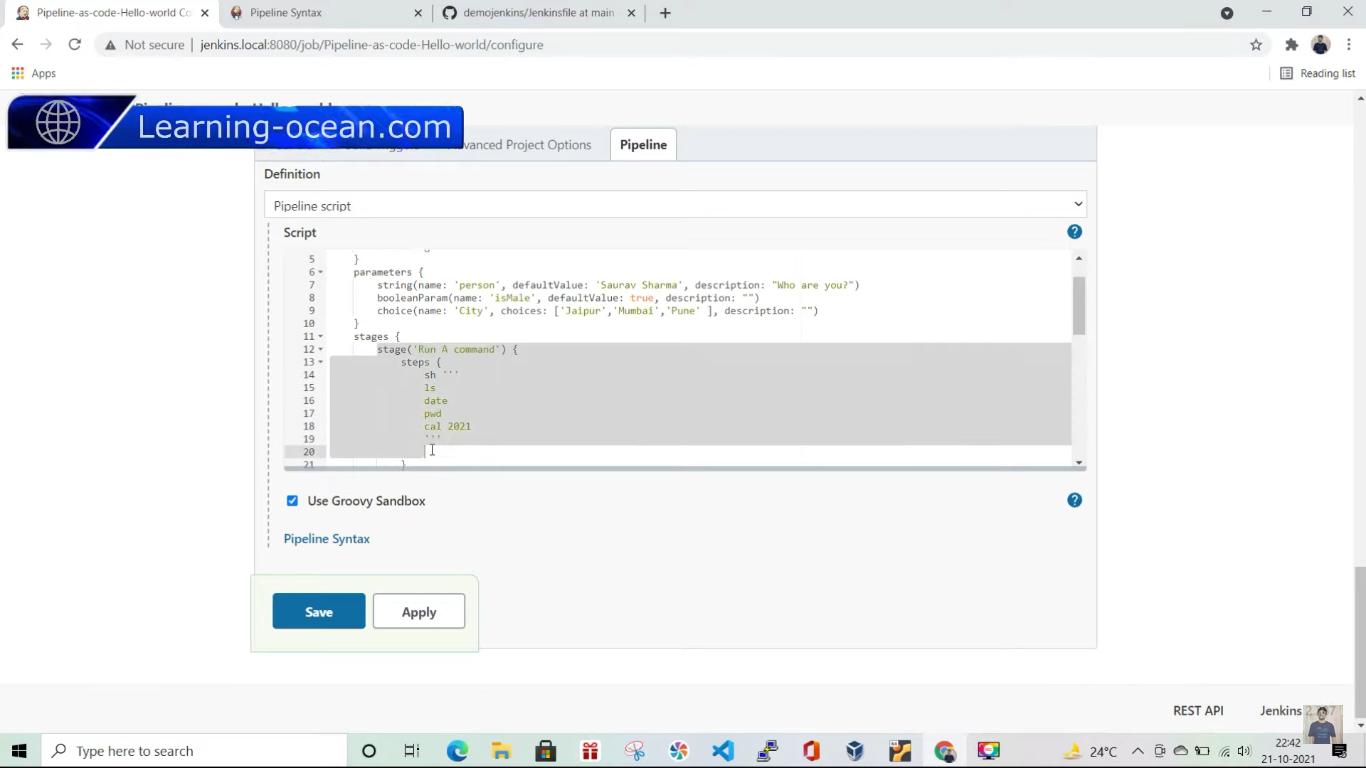 Pipeline-as-code-Hello-world Co
Pipeline Syntax
demojenkins/Jenkinsfile at main
Not secure
jenkins.local:8080/job/Pipeline-as-code-Hello-world/configure
Apps
Reading list
Learning-ocean.com
Advanced Project Options
Pipeline
Definition
Pipeline script
Script
5 }
6 parameters {
7 string(name: 'person', defaultValue: 'Saurav Sharma', description: "Who are you?")
8 booleanParam(name: 'isMale', defaultValue: true, description: "")
9 choice(name: 'City', choices: ['Jaipur','Mumbai','Pune' ], description: "")
10 }
11 stages {
12 stage('Run A command') {
13 steps {
14 sh ```
15 ls
16 date
17 pwd
18 cal 2021
19 ```
20
21 }
Use Groovy Sandbox
Pipeline Syntax
Save
Apply
REST API
Jenkins
Type here to search
24°C
22:42
21-10-2021